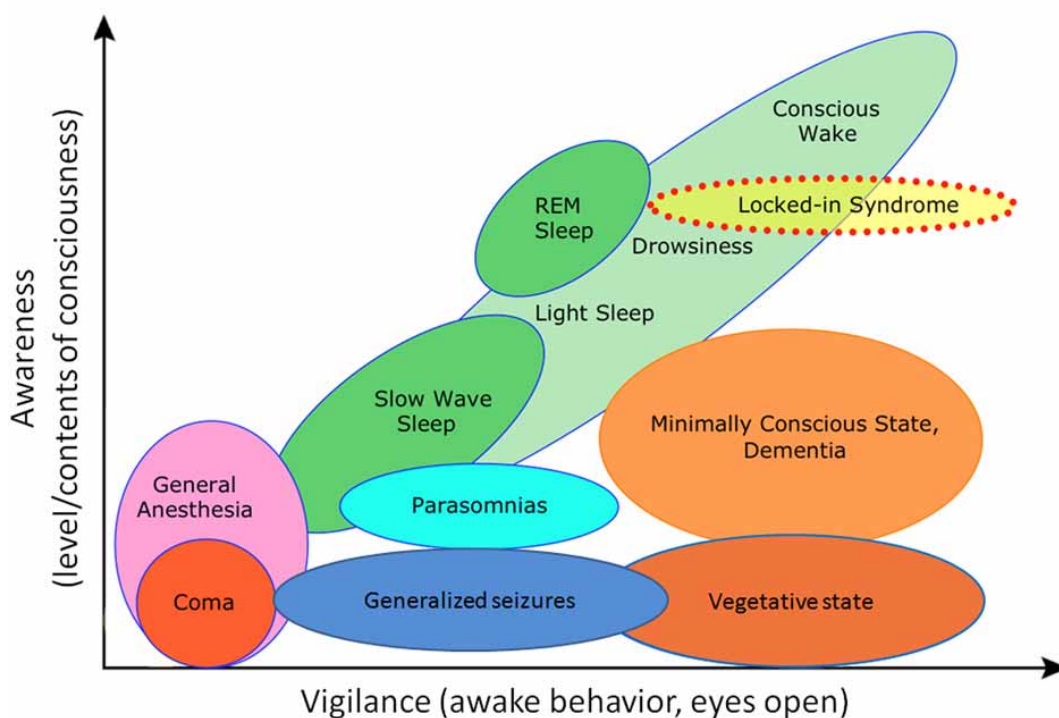 Awareness
(level/contents of consciousness)
Conscious
Wake
REM
Sleep
Locked-in Syndrome
Drowsiness
Light Sleep
Slow Wave
Sleep
Minimally Conscious State,
Dementia
General
Anesthesia
Parasomnias
Coma
Generalized seizures
Vegetative state
Vigilance (awake behavior, eyes open)